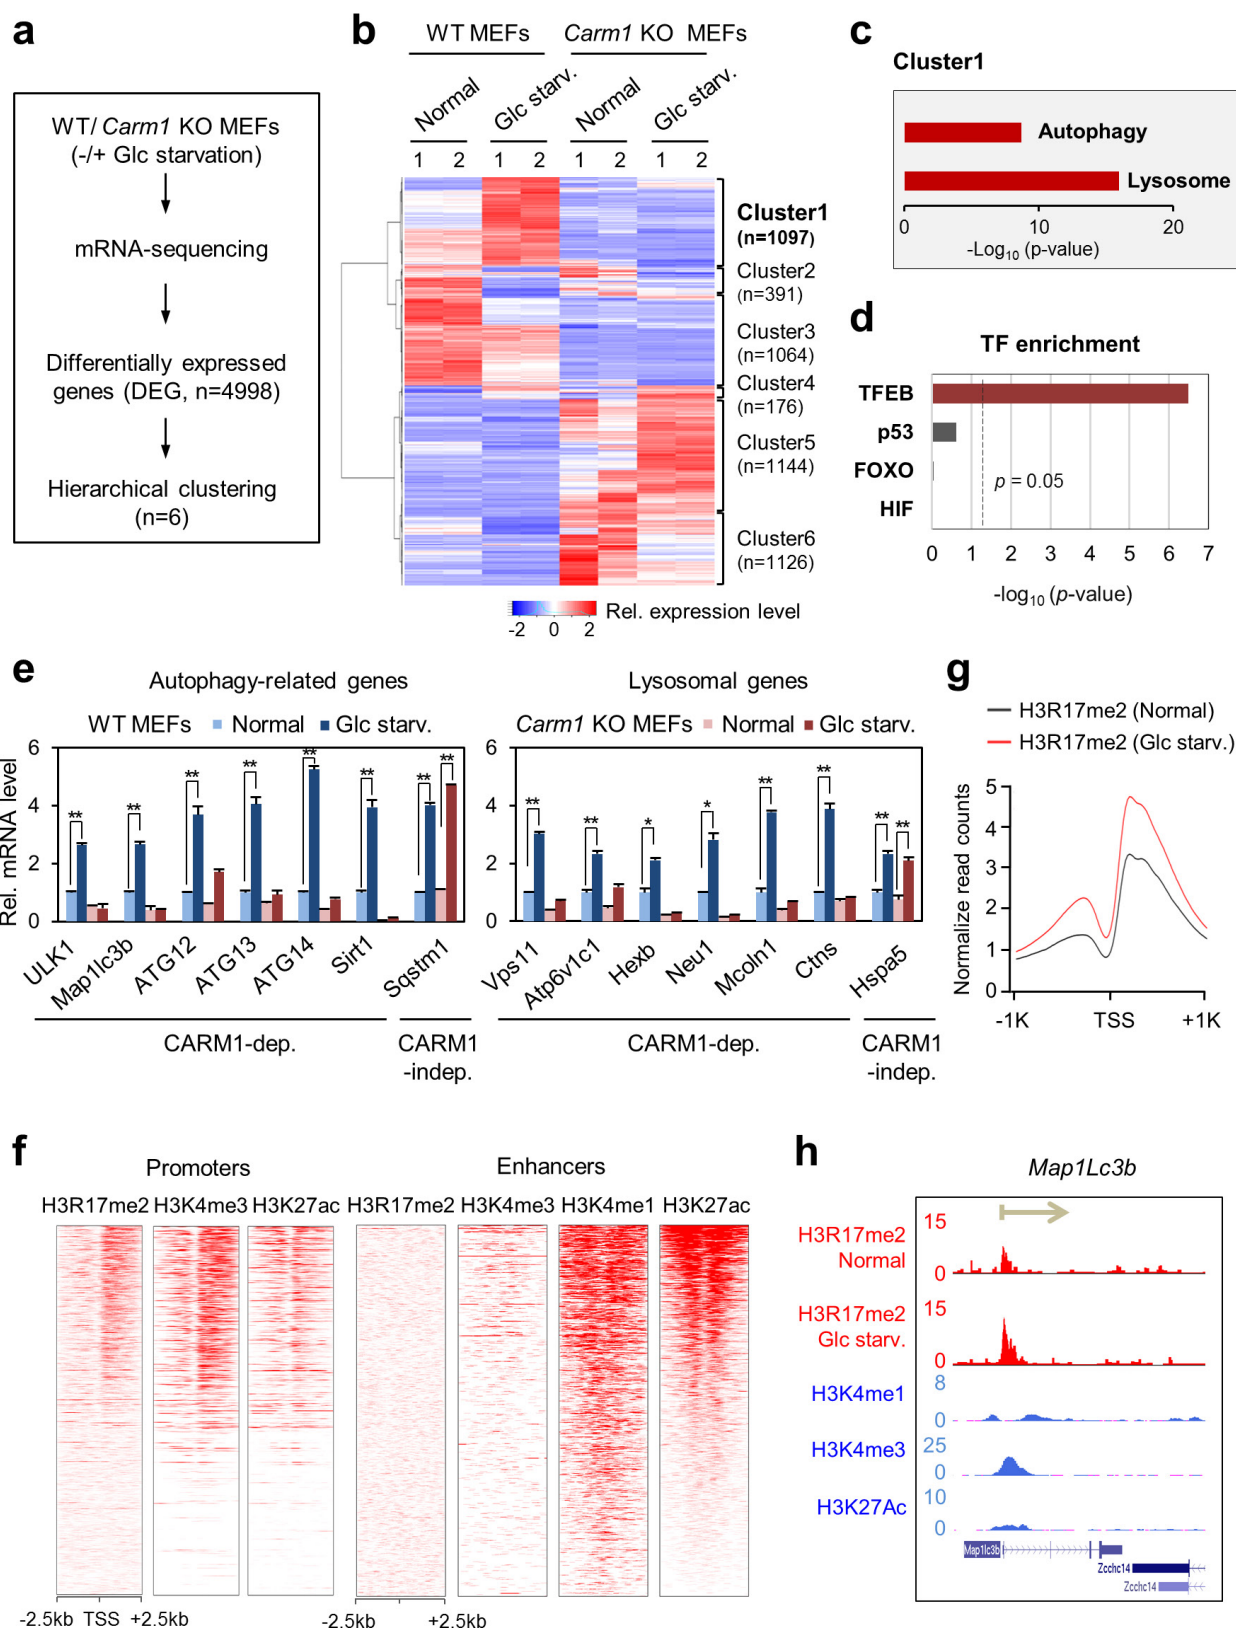 a
WT/ Carm1 KO MEFs
(-/+ Glc starvation)
mRNA-sequencing
Differentially expressed
genes (DEG, n=4998)
Hierarchical clustering
(n=6)
b
WT MEFs
Carm1 KO MEFs
Normal
Glc starv.
Normal
Glc starv.
1 2 1 2 1 2 1 2
Cluster1
(n=1097)
Cluster2
(n=391)
Cluster3
(n=1064)
Cluster4
(n=176)
Cluster5
(n=1144)
Cluster6
(n=1126)
-2 0 2
Rel. expression level
c
Cluster1
Autophagy
Lysosome
0 10 20
-Log10 (p-value)
d
TF enrichment
TFEB
p53
FOXO
HIF
p = 0.05
0 1 2 3 4 5 6 7
-log10 (p-value)
e
Autophagy-related genes
Lysosomal genes
WT MEFs Normal Glc starv.
Carm1 KO MEFs Normal Glc starv.
Rel. mRNA level
6
4
2
0
** ** ** ** ** ** ** **
ULK1
Map1lc3b
ATG12
ATG13
ATG14
Sirt1
Sqstm1
CARM1-dep.
CARM1
-indep.
6
4
2
0
** ** * * ** ** ** **
Vps11
Atp6v1c1
Hexb
Neu1
Mcoln1
Ctns
Hspa5
CARM1-dep.
CARM1
-indep.
g
H3R17me2 (Normal)
H3R17me2 (Glc starv.)
Normalize read counts
5
4
3
2
1
0
-1K TSS +1K
f
Promoters
Enhancers
H3R17me2 H3K4me3 H3K27ac H3R17me2 H3K4me3 H3K4me1 H3K27ac
-2.5kb TSS +2.5kb
-2.5kb +2.5kb
h
Map1Lc3b
H3R17me2
Normal
15
0
H3R17me2
Glc starv.
15
0
H3K4me1
8
0
H3K4me3
25
0
H3K27Ac
10
0
Map1lc3b
Zcchc14
Zcchc14